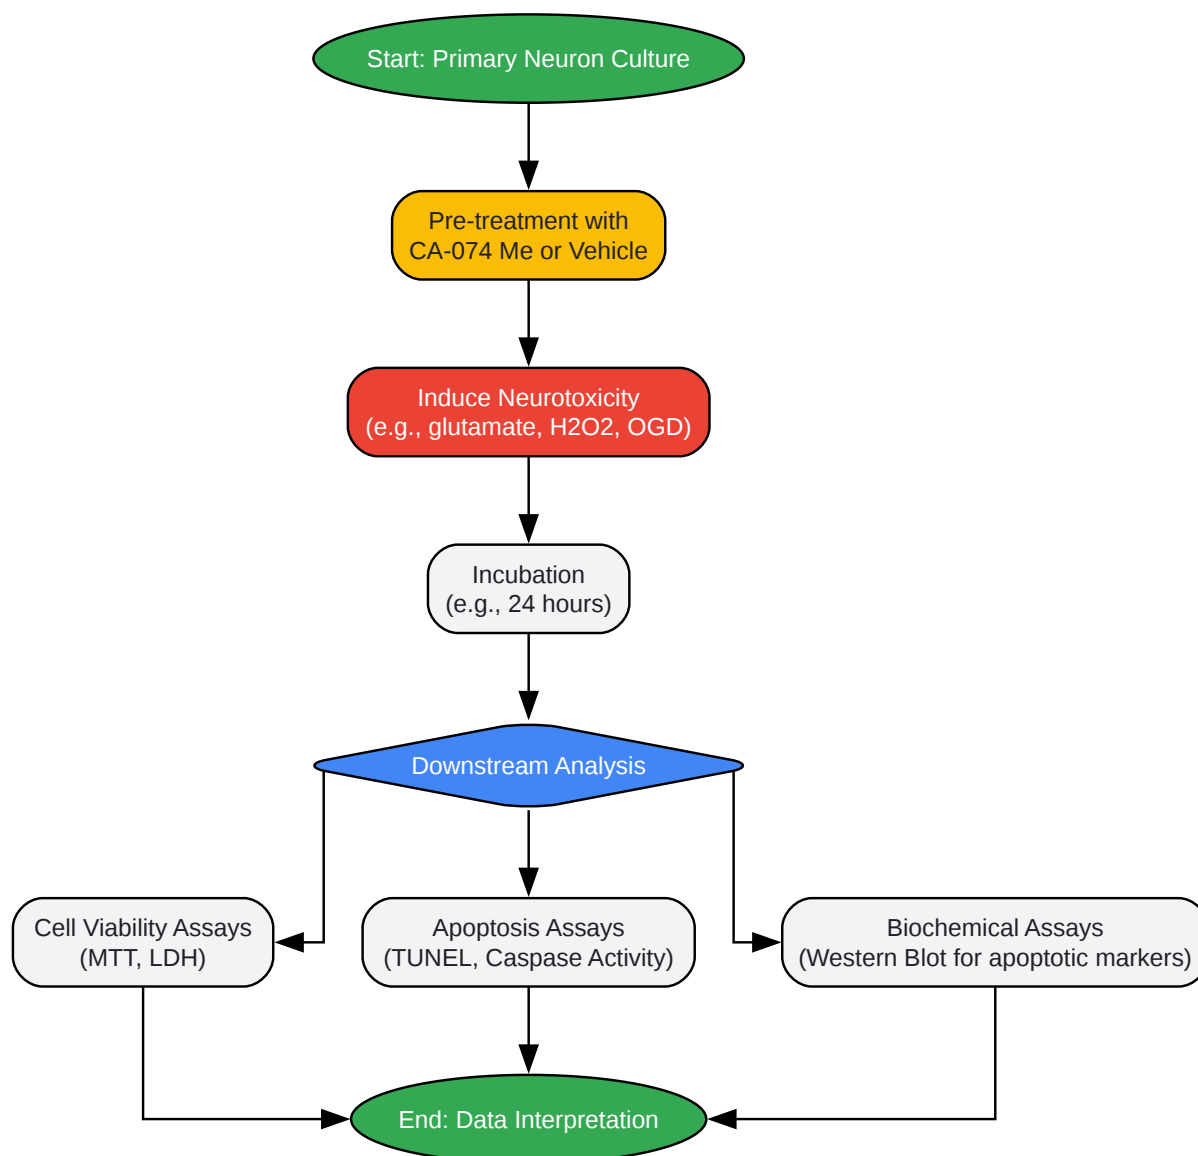 Start: Primary Neuron Culture
Pre-treatment with
CA-074 Me or Vehicle
Induce Neurotoxicity
(e.g., glutamate, H2O2, OGD)
Incubation
(e.g., 24 hours)
Downstream Analysis
Cell Viability Assays
(MTT, LDH)
Apoptosis Assays
(TUNEL, Caspase Activity)
Biochemical Assays
(Western Blot for apoptotic markers)
End: Data Interpretation